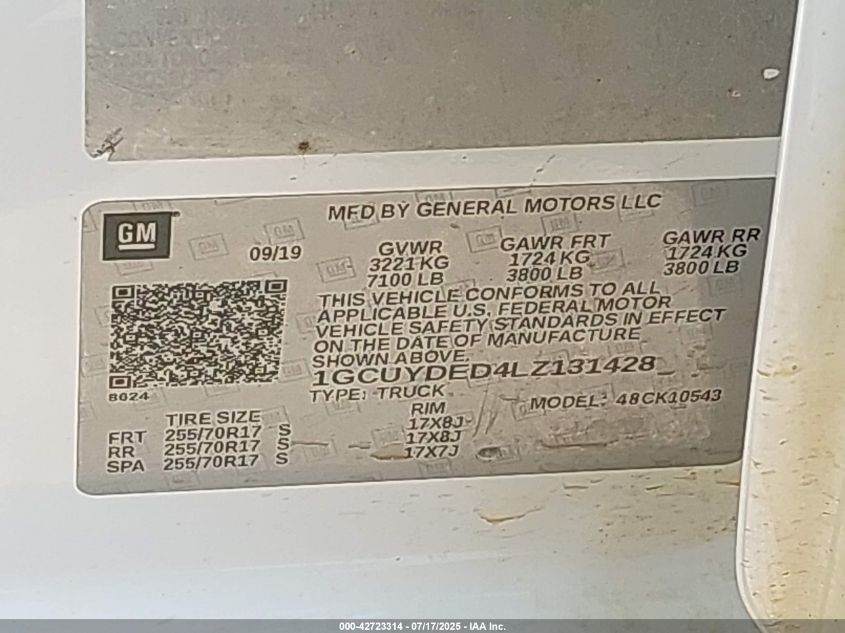 GM
MFD BY GENERAL MOTORS LLC
09/19
GVWR
3221 KG
7100 LB
GAWR FRT
1724 KG
3800 LB
GAWR RR
1724 KG
3800 LB
THIS VEHICLE CONFORMS TO ALL
APPLICABLE U.S. FEDERAL MOTOR
VEHICLE SAFETY STANDARDS IN EFFECT
ON THE DATE OF MANUFACTURE
SHOWN ABOVE.
1GCUYDED4LZ131428
TYPE: TRUCK
MODEL: 48CK10543
B024
TIRE SIZE RIM
FRT 255/70R17 S 17X8J
RR 255/70R17 S 17X8J
SPA 255/70R17 S 17X7J
000-42723314 - 07/17/2025 - IAA Inc.